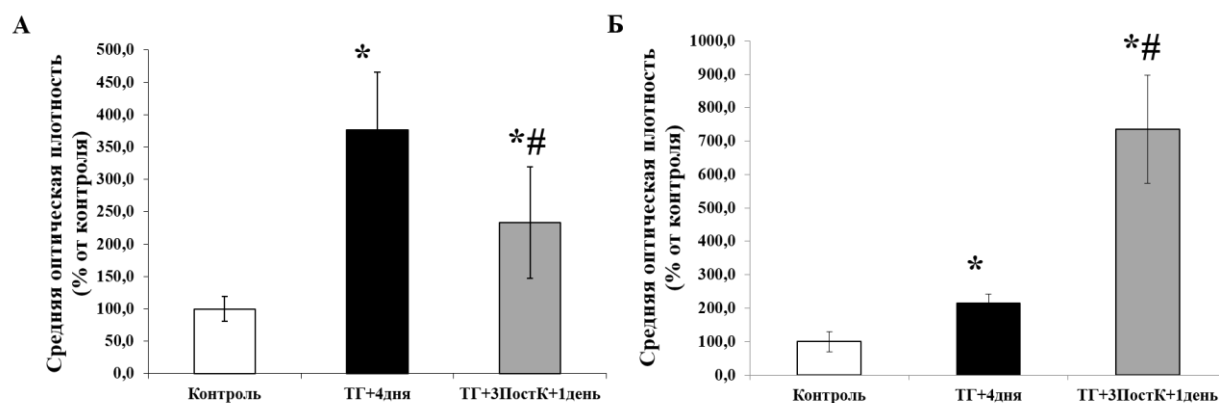 А
Средняя оптическая плотность
(% от контроля)
500,0
450,0
400,0
350,0
300,0
250,0
200,0
150,0
100,0
50,0
0,0
*
*#
Контроль
ТГ+4дня
ТГ+3ПостК+1день
Б
Средняя оптическая плотность
(% от контроля)
1000,0
900,0
800,0
700,0
600,0
500,0
400,0
300,0
200,0
100,0
0,0
*
*#
Контроль
ТГ+4дня
ТГ+3ПостК+1день